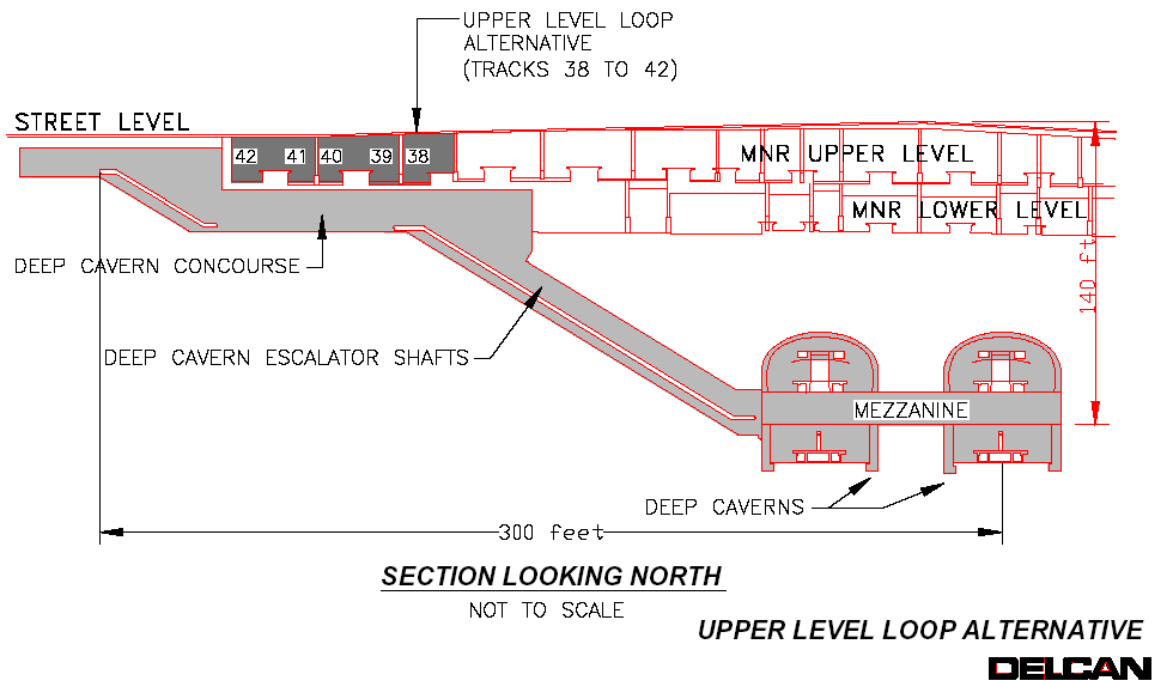 UPPER LEVEL LOOP
ALTERNATIVE
(TRACKS 38 TO 42)
STREET LEVEL
42 41 40 39 38
MNR UPPER LEVEL
MNR LOWER LEVEL
DEEP CAVERN CONCOURSE
140 ft
DEEP CAVERN ESCALATOR SHAFTS
MEZZANINE
DEEP CAVERNS
300 feet
SECTION LOOKING NORTH
NOT TO SCALE
UPPER LEVEL LOOP ALTERNATIVE
DELCAN